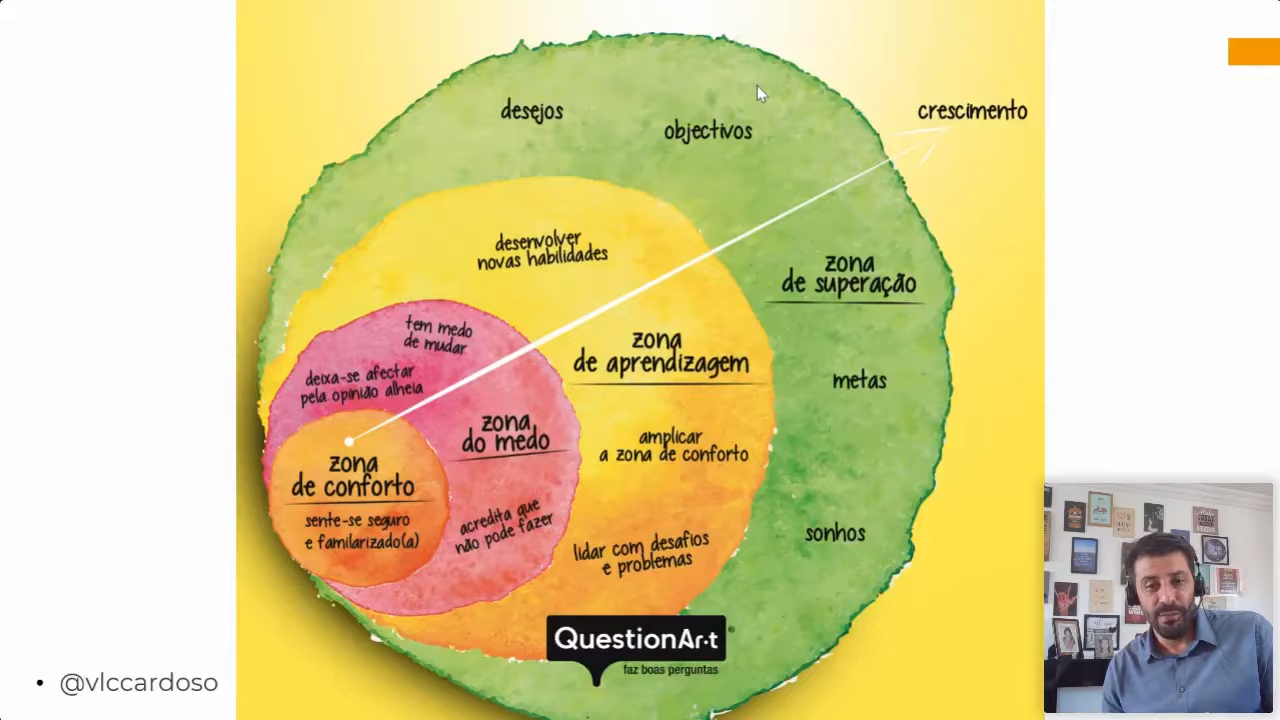 desejos
objectivos
crescimento
desenvolver
novas habilidades
zona
de superação
tem medo
de mudar
zona
de aprendizagem
deixa-se afectar
pela opinião alheia
metas
zona
do medo
amplicar
a zona de conforto
zona
de conforto
sente-se seguro
e familarizado(a)
acredita que
não pode fazer
lidar com desafios
e problemas
sonhos
QuestionAr.t
faz boas perguntas
• @vlccardoso